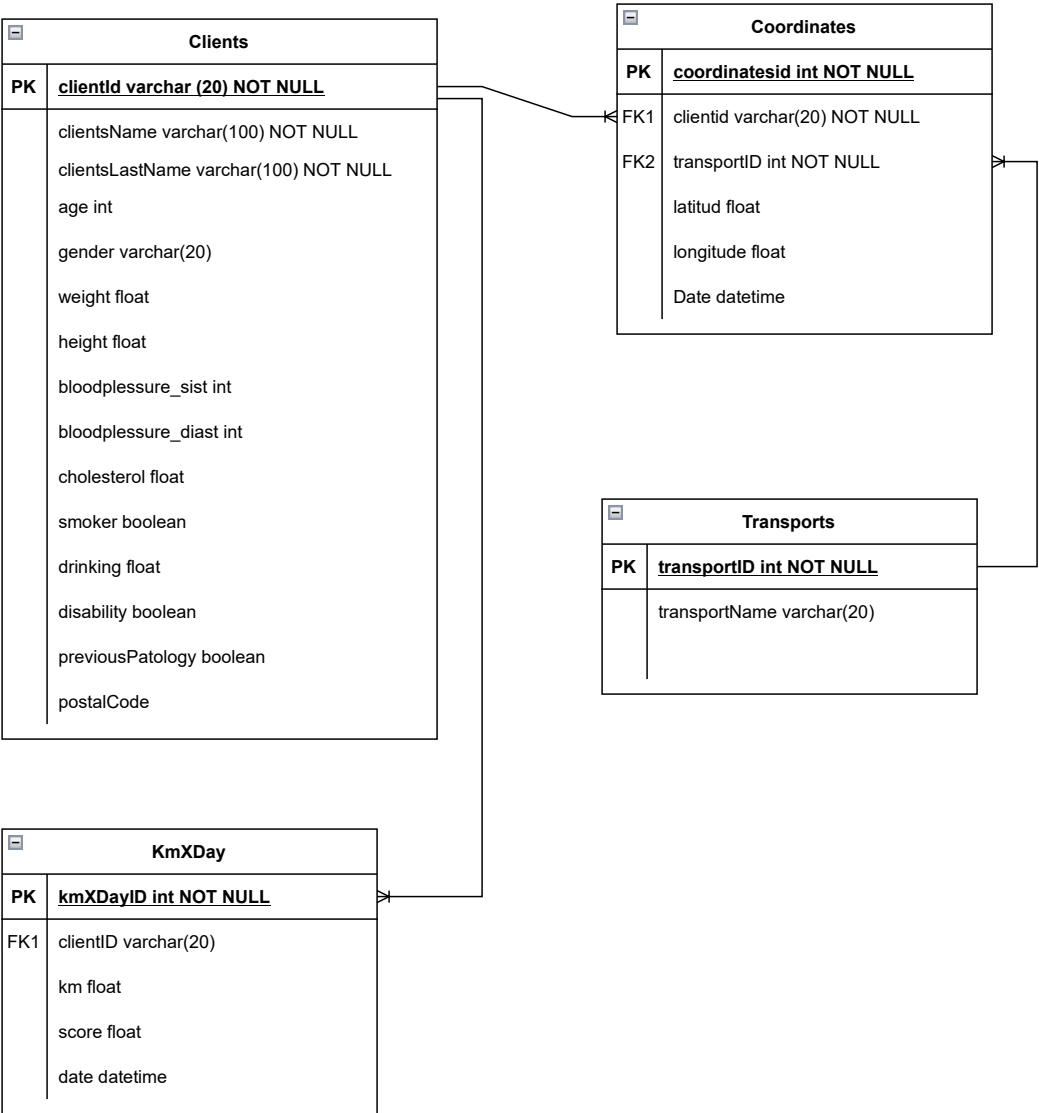 Clients
PK clientId varchar (20) NOT NULL
clientsName varchar(100) NOT NULL
clientsLastName varchar(100) NOT NULL
age int
gender varchar(20)
weight float
height float
bloodplessure_sist int
bloodplessure_diast int
cholesterol float
smoker boolean
drinking float
disability boolean
previousPatology boolean
postalCode
Coordinates
PK coordinatesid int NOT NULL
FK1 clientid varchar(20) NOT NULL
FK2 transportID int NOT NULL
latitud float
longitude float
Date datetime
Transports
PK transportID int NOT NULL
transportName varchar(20)
KmXDay
PK kmXDayID int NOT NULL
FK1 clientID varchar(20)
km float
score float
date datetime